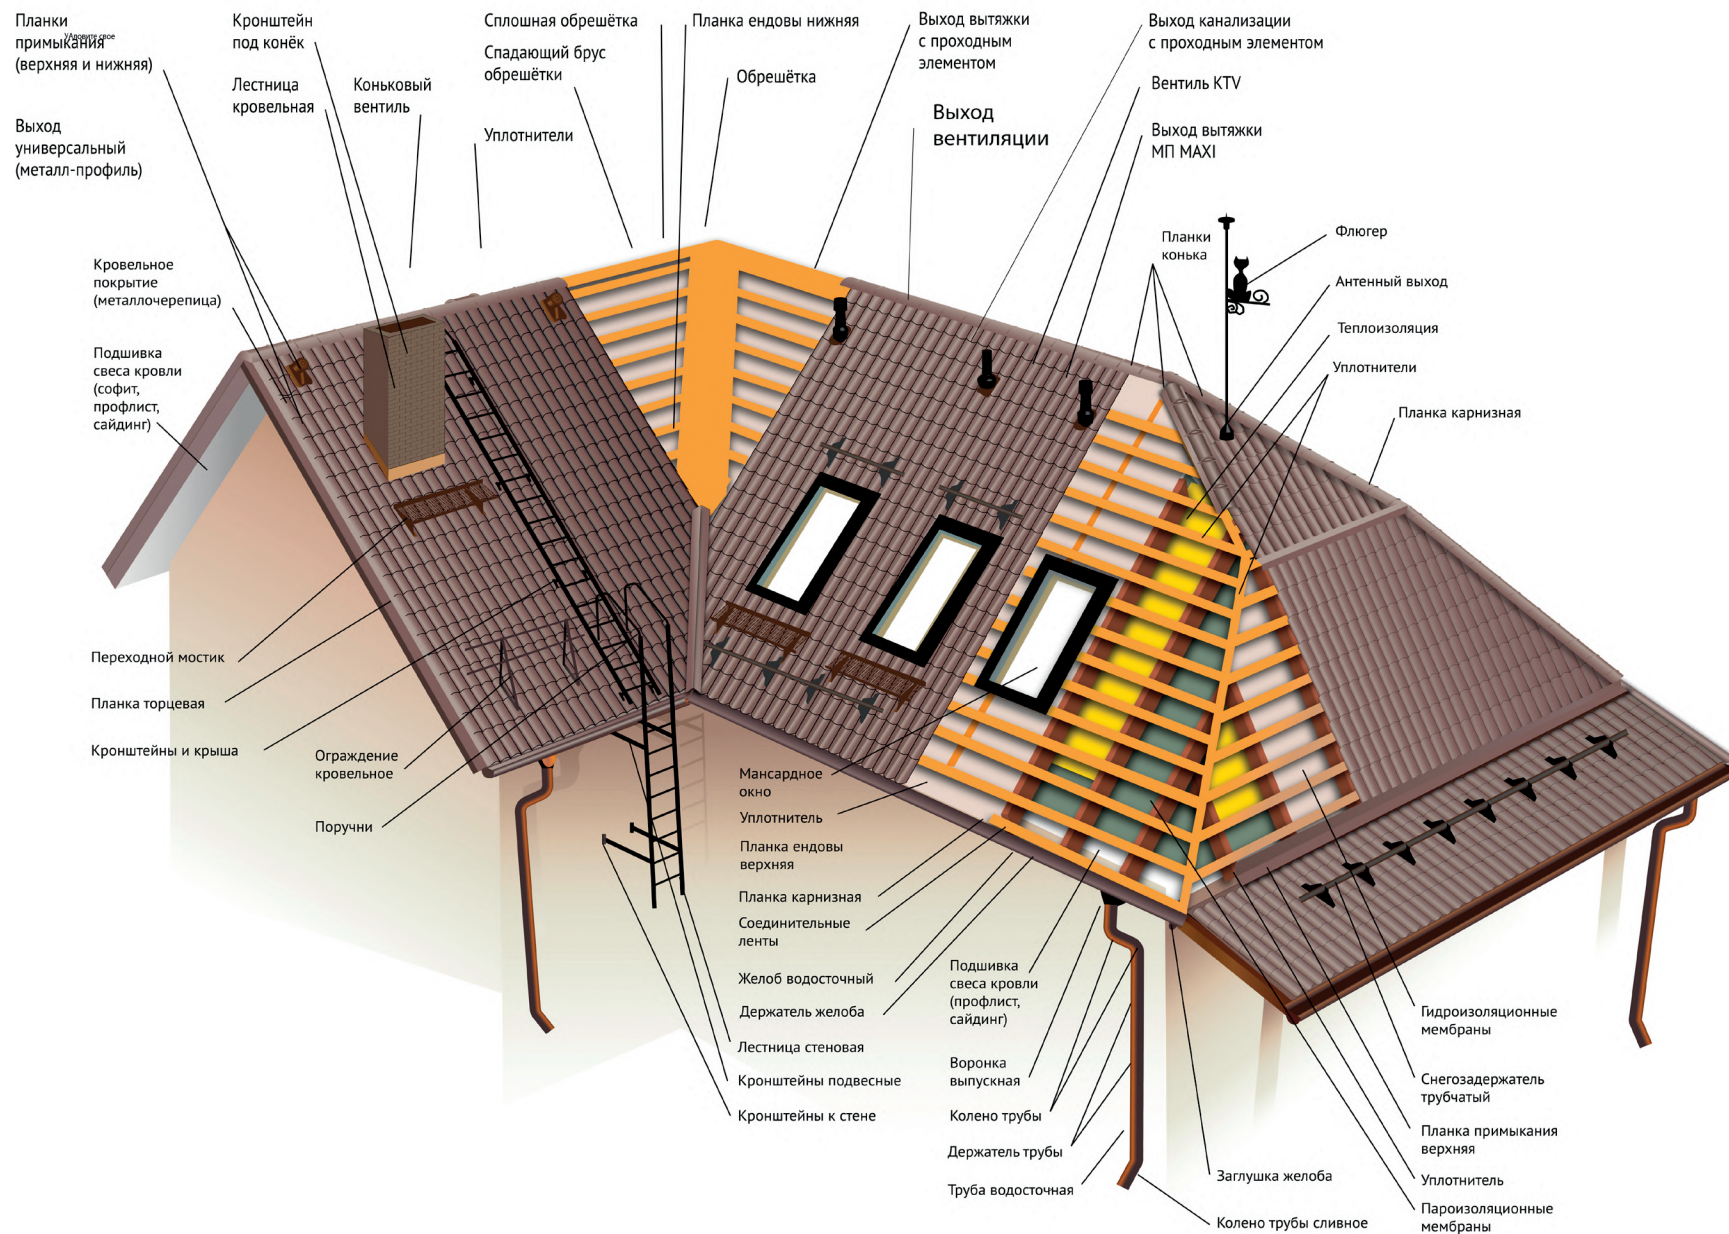 Планки
примыкания
(верхняя и нижняя)
Выход
универсальный
(металл-профиль)
Кронштейн
под конёк
Лестница
кровельная
Коньковый
вентиль
Сплошная обрешётка
Спадающий брус
обрешётки
Уплотнители
Планка ендовы нижняя
Обрешётка
Выход вытяжки
с проходным
элементом
Выход
вентиляции
Выход канализации
с проходным элементом
Вентиль KTV
Выход вытяжки
МП MAXI
Планки
конька
Флюгер
Антенный выход
Теплоизоляция
Уплотнители
Планка карнизная
Кровельное
покрытие
(металлочерепица)
Подшивка
свеса кровли
(софит,
профлист,
сайдинг)
Переходной мостик
Планка торцевая
Кронштейны и крыша
Ограждение
кровельное
Поручни
Мансардное
окно
Уплотнитель
Планка ендовы
верхняя
Планка карнизная
Соединительные
ленты
Желоб водосточный
Держатель желоба
Лестница стеновая
Кронштейны подвесные
Кронштейны к стене
Подшивка
свеса кровли
(профлист,
сайдинг)
Воронка
выпускная
Колено трубы
Держатель трубы
Труба водосточная
Заглушка желоба
Колено трубы сливное
Гидроизоляционные
мембраны
Снегозадержатель
трубчатый
Планка примыкания
верхняя
Уплотнитель
Пароизоляционные
мембраны